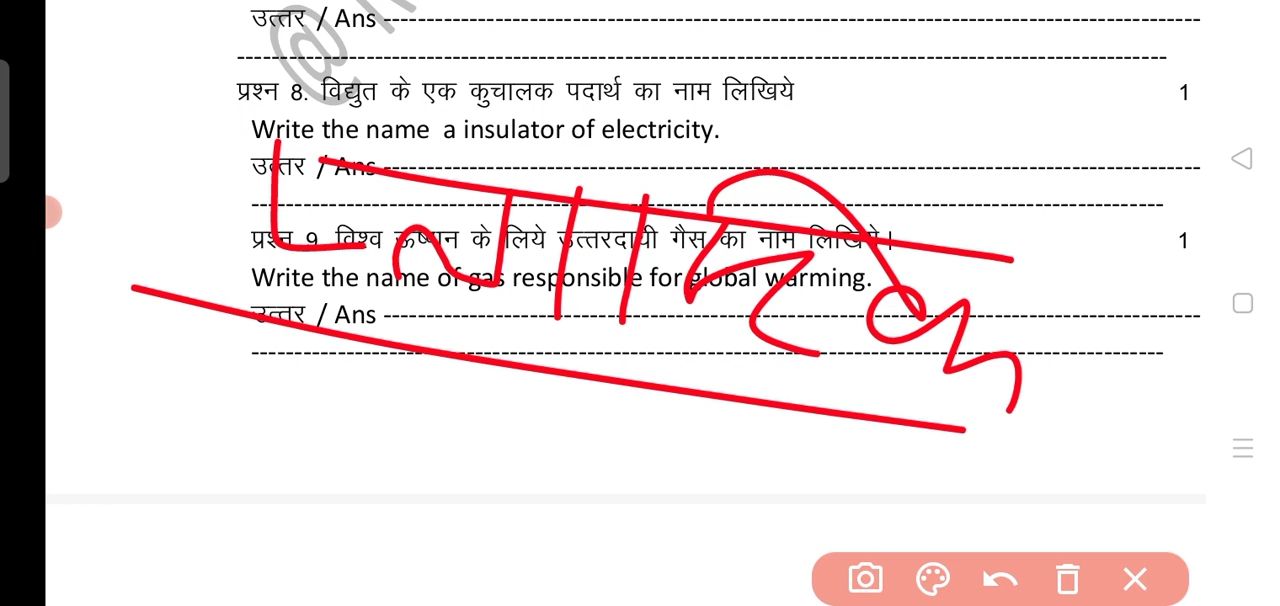 उत्तर / Ans ------------------------------------------------------------------------------------------------
------------------------------------------------------------------------------------------------------------
प्रश्न 8. विद्युत के एक कुचालक पदार्थ का नाम लिखिये 1
Write the name a insulator of electricity.
उत्तर / Ans ------------------------------------------------------------------------------------------------
------------------------------------------------------------------------------------------------------------
प्रश्न 9. विश्व ऊष्पान के लिये उत्तरदायी गैस का नाम लिखिये। 1
Write the name of gas responsible for global warming.
उत्तर / Ans ------------------------------------------------------------------------------------------------
------------------------------------------------------------------------------------------------------------